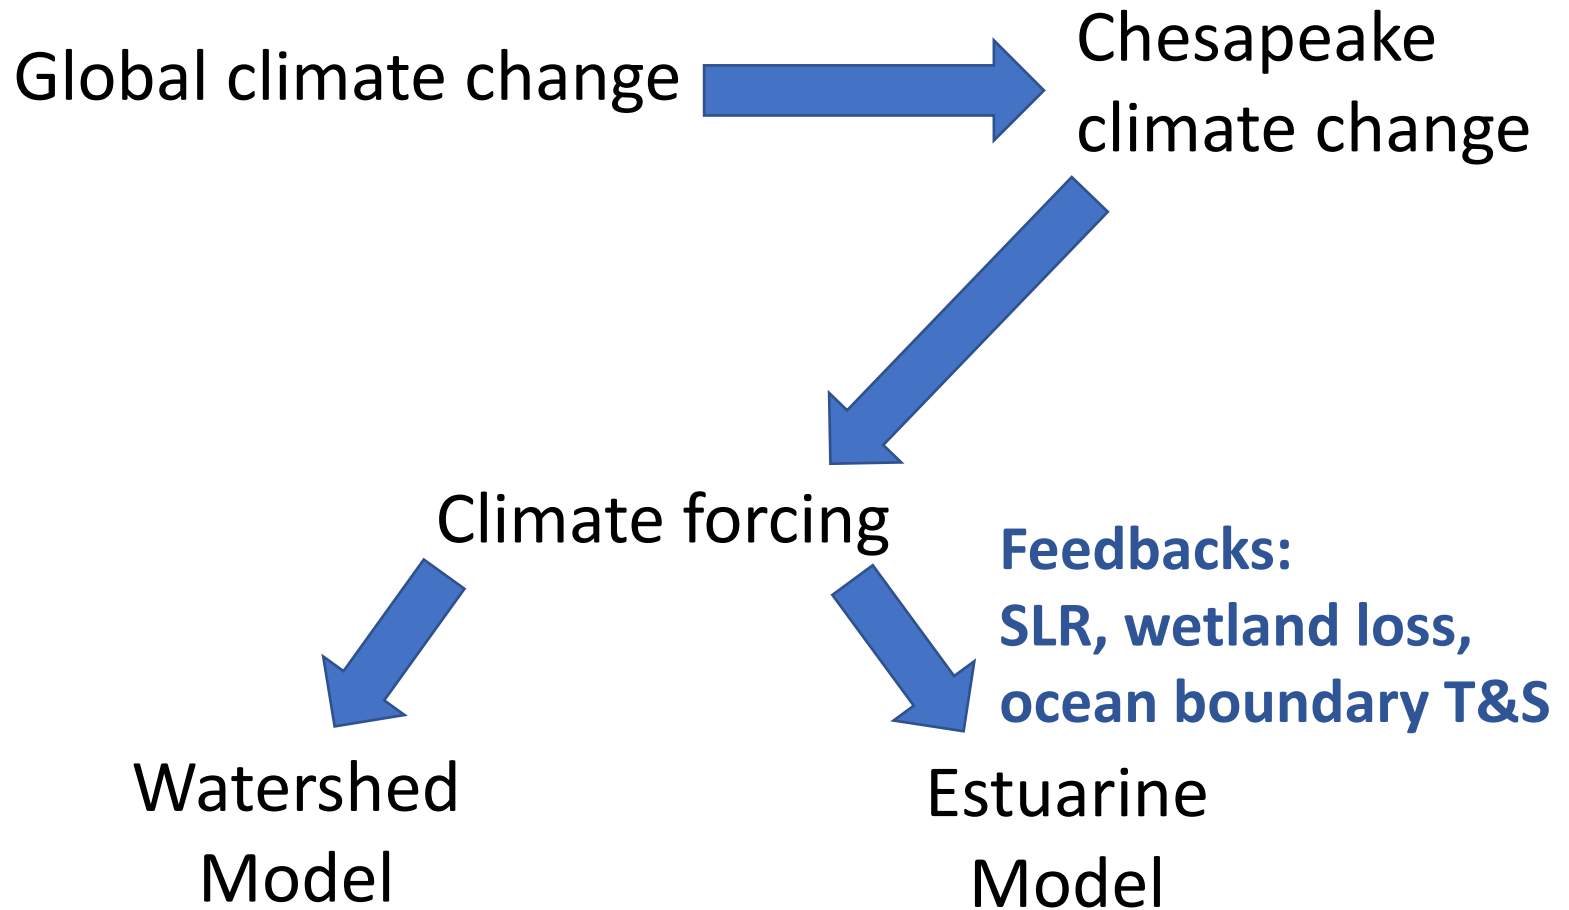 Global climate change
Chesapeake
climate change
Climate forcing
Feedbacks:
SLR, wetland loss,
ocean boundary T&S
Watershed
Model
Estuarine
Model